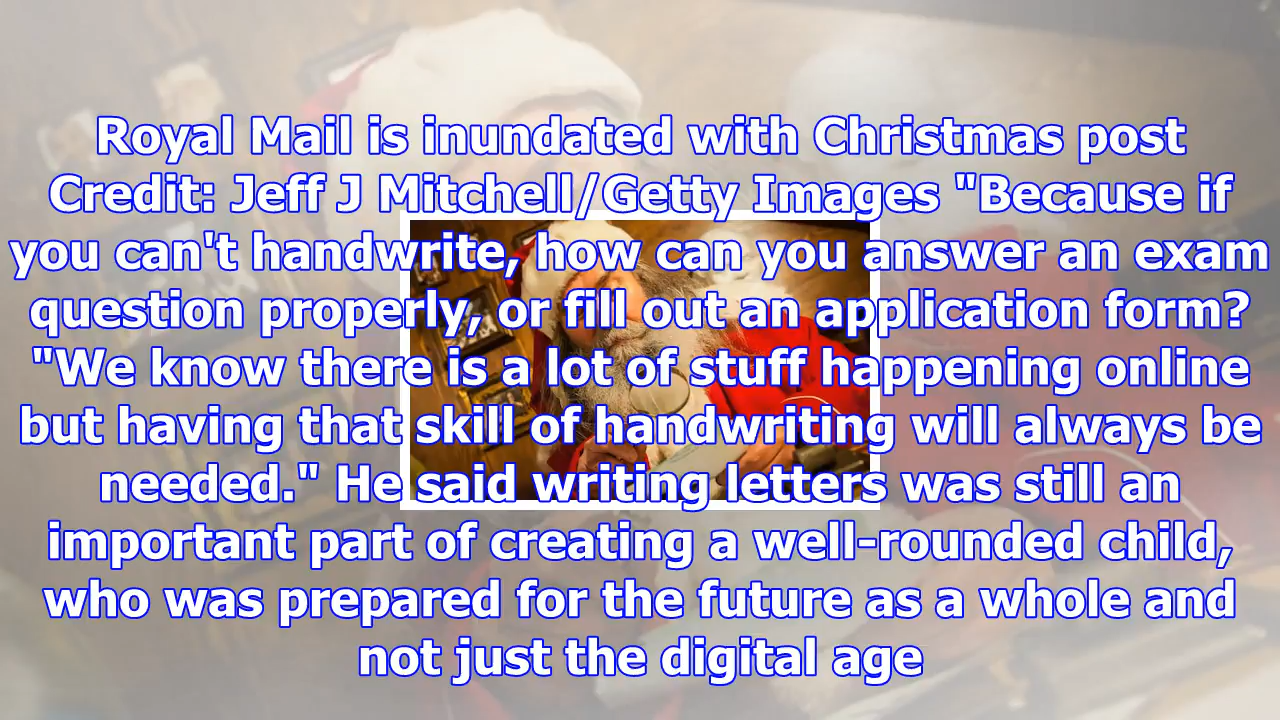 Royal Mail is inundated with Christmas post
Credit: Jeff J Mitchell/Getty Images "Because if
you can't handwrite, how can you answer an exam
question properly, or fill out an application form?
"We know there is a lot of stuff happening online
but having that skill of handwriting will always be
needed." He said writing letters was still an
important part of creating a well-rounded child,
who was prepared for the future as a whole and
not just the digital age